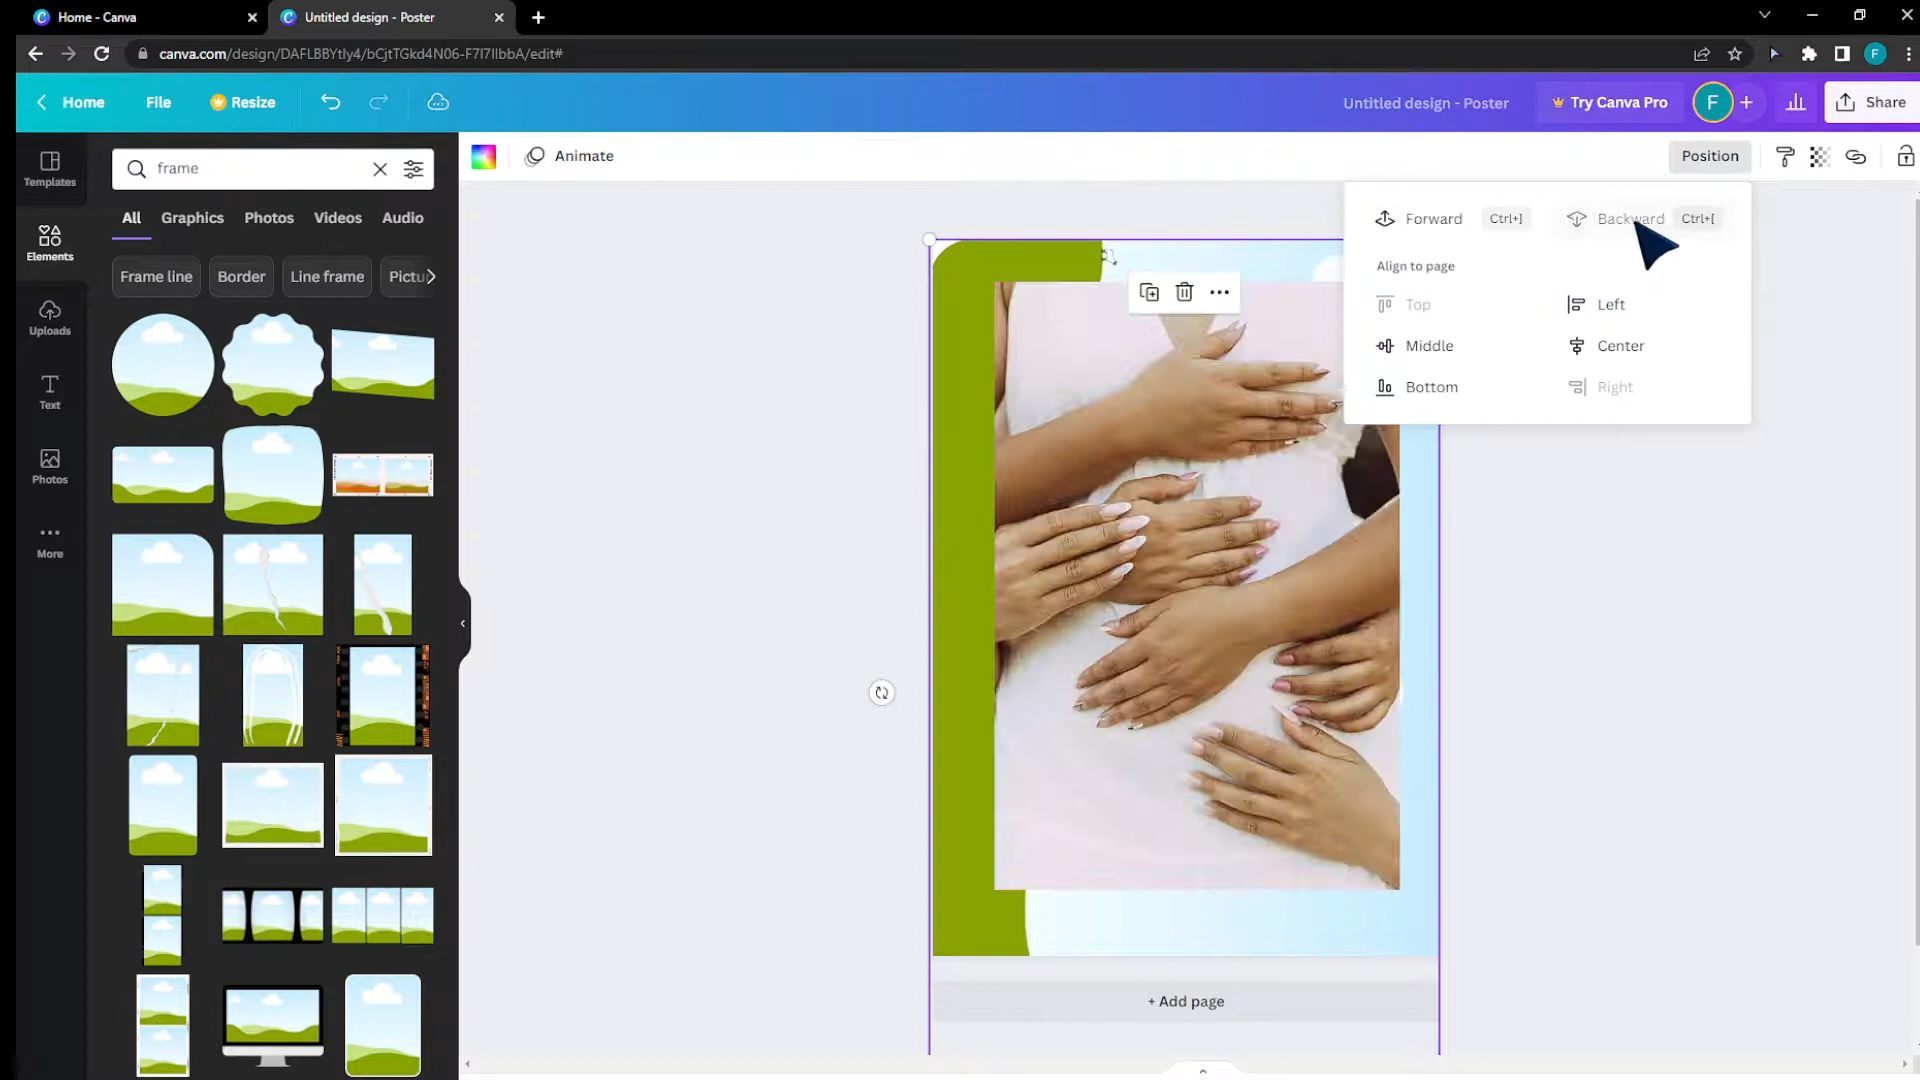 Home - Canva
Untitled design - Poster
canva.com/design/DAFLBBYtly4/bCjtTGkd4N06-F7I7IlbbA/edit#
F
Home
File
Resize
Untitled design - Poster
Try Canva Pro
F
Share
Templates
Elements
Uploads
Text
Photos
More
frame
All
Graphics
Photos
Videos
Audio
Frame line
Border
Line frame
Pictu
Animate
Position
Forward
Ctrl+]
Backward
Ctrl+[
Align to page
Top
Left
Middle
Center
Bottom
Right
+ Add page